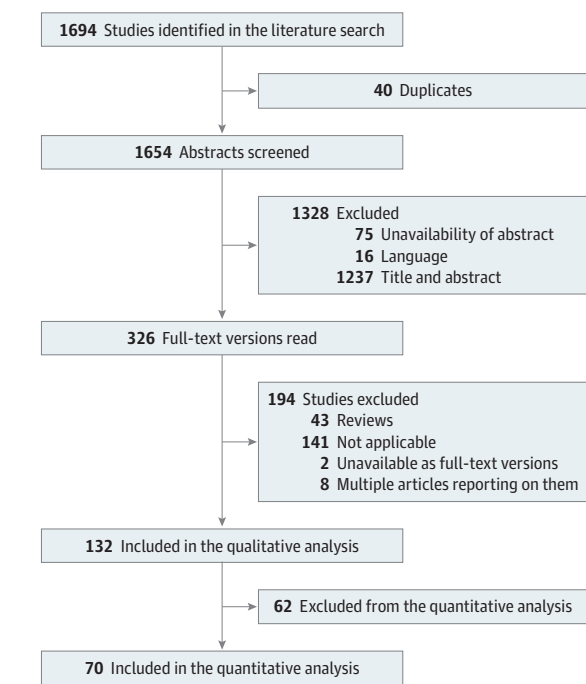 1694 Studies identified in the literature search
40 Duplicates
1654 Abstracts screened
1328 Excluded
75 Unavailability of abstract
16 Language
1237 Title and abstract
326 Full-text versions read
194 Studies excluded
43 Reviews
141 Not applicable
2 Unavailable as full-text versions
8 Multiple articles reporting on them
132 Included in the qualitative analysis
62 Excluded from the quantitative analysis
70 Included in the quantitative analysis